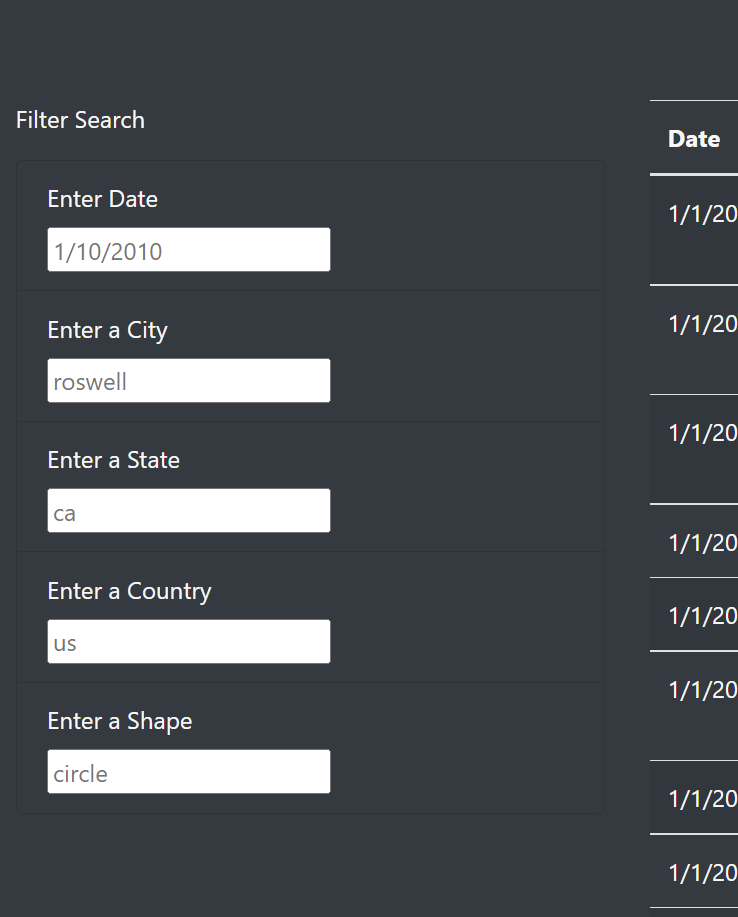 Filter Search
Enter Date
1/10/2010
Enter a City
roswell
Enter a State
ca
Enter a Country
us
Enter a Shape
circle
Date
1/1/20
1/1/20
1/1/20
1/1/20
1/1/20
1/1/20
1/1/20
1/1/20